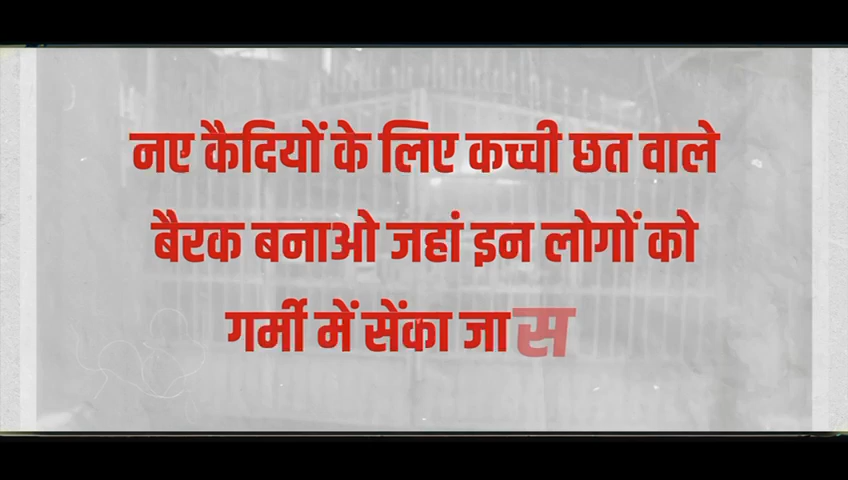 नए कैदियों के लिए कच्ची छत वाले
बैरक बनाओ जहां इन लोगों को
गर्मी में सेंका जा स